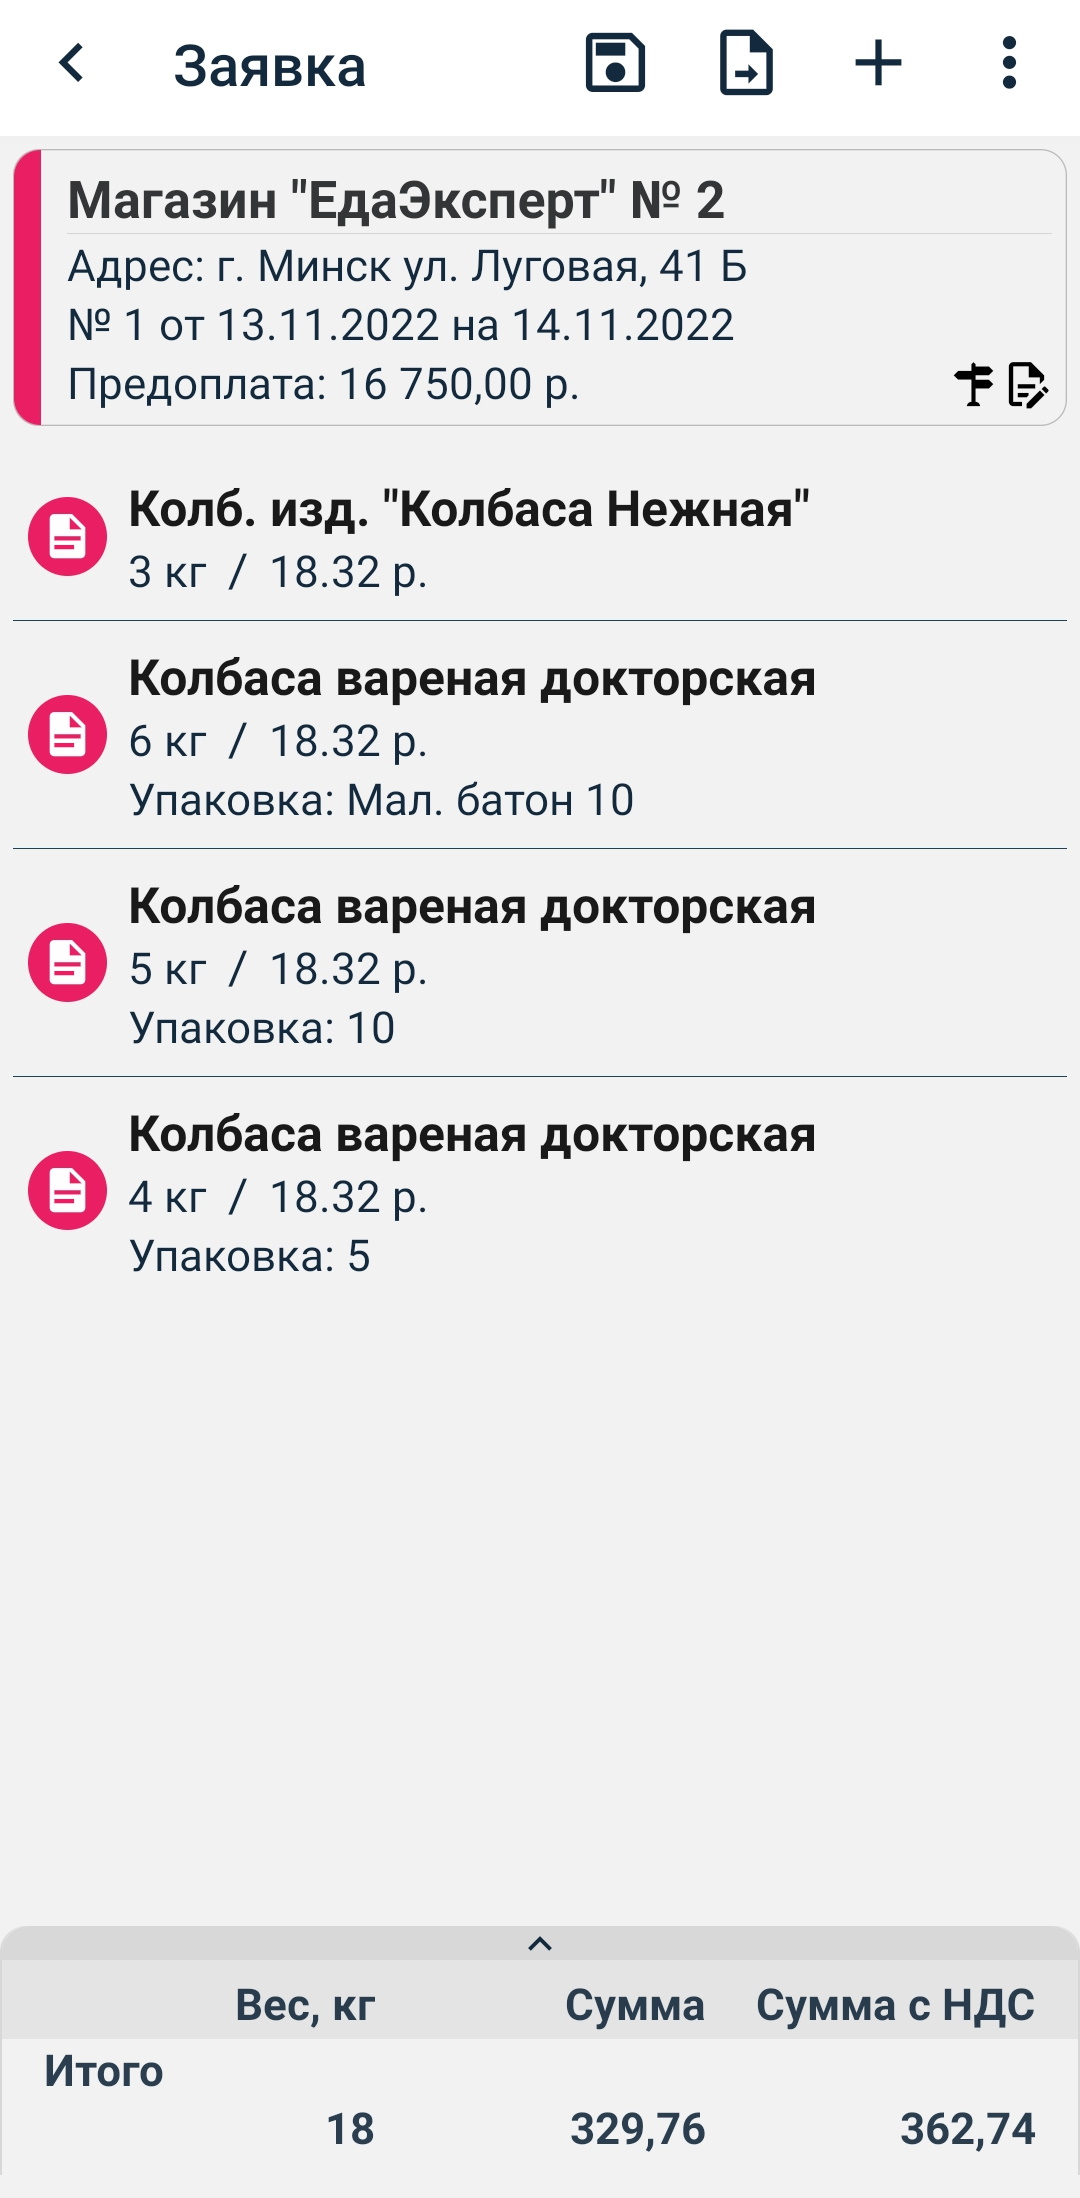 Заявка
Магазин "ЕдаЭксперт" № 2
Адрес: г. Минск ул. Луговая, 41 Б
№ 1 от 13.11.2022 на 14.11.2022
Предоплата: 16 750,00 р.
Колб. изд. "Колбаса Нежная"
3 кг / 18.32 р.
Колбаса вареная докторская
6 кг / 18.32 р.
Упаковка: Мал. батон 10
Колбаса вареная докторская
5 кг / 18.32 р.
Упаковка: 10
Колбаса вареная докторская
4 кг / 18.32 р.
Упаковка: 5
Вес, кг Сумма Сумма с НДС
Итого
18 329,76 362,74